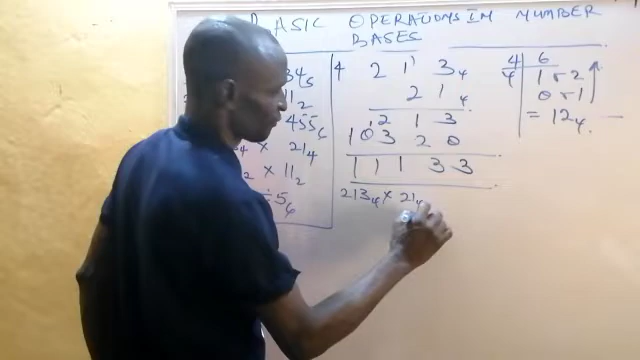 BASIC OPERATIONS IN NUMBER
BASES
34₅
11₂
455₆
₄ × 21₄
₂ × 11₂
÷ 5₆
4 2 1¹ 3₄
2 1₄
2 1 3
1 0 3 2 0
1 1 1 3 3
213₄ × 21₄
4 6
4 1 r 2
0 r 1
= 12₄